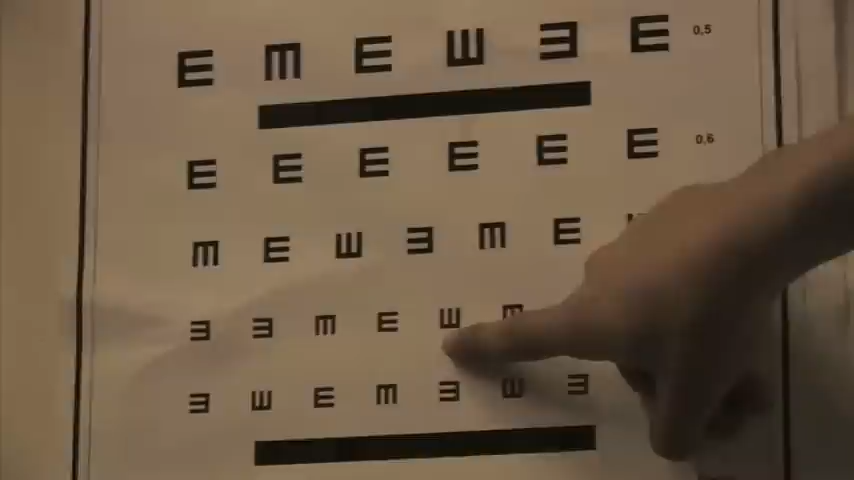 E M E Ш Ǝ E 0,5
E E E E E E 0,6
M E Ш Ǝ M E
Ǝ Ǝ M E Ш
Ǝ Ш E M Ǝ Ш Ǝ